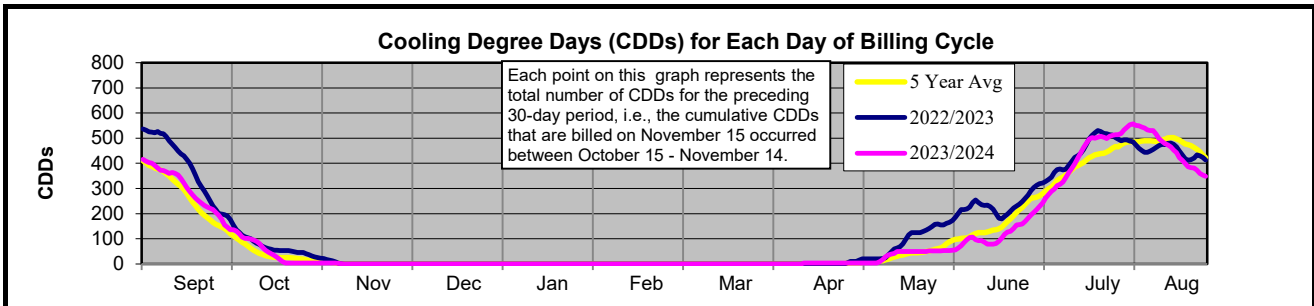 Cooling Degree Days (CDDs) for Each Day of Billing Cycle
800
700
600
500
400
300
200
100
0
CDDs
Each point on this graph represents the
total number of CDDs for the preceding
30-day period, i.e., the cumulative CDDs
that are billed on November 15 occurred
between October 15 - November 14.
5 Year Avg
2022/2023
2023/2024
Sept Oct Nov Dec Jan Feb Mar Apr May June July Aug